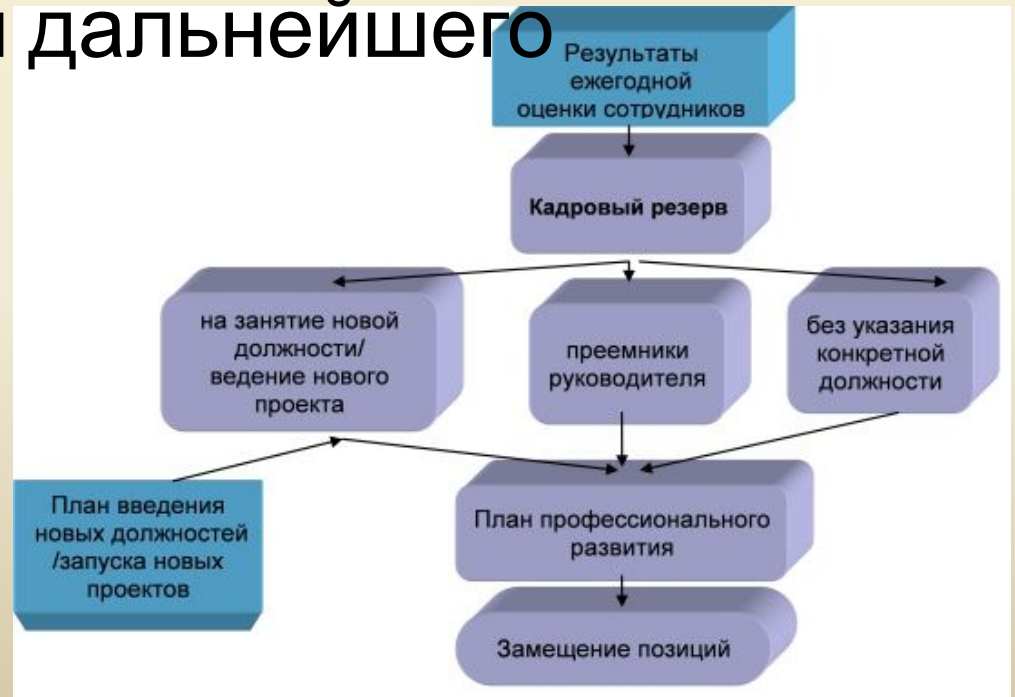 дальнейшего
Результаты
ежегодной
оценки сотрудников
Кадровый резерв
на занятие новой
должности/
ведение нового
проекта
преемники
руководителя
без указания
конкретной
должности
План введения
новых должностей
/запуска новых
проектов
План профессионального
развития
Замещение позиций